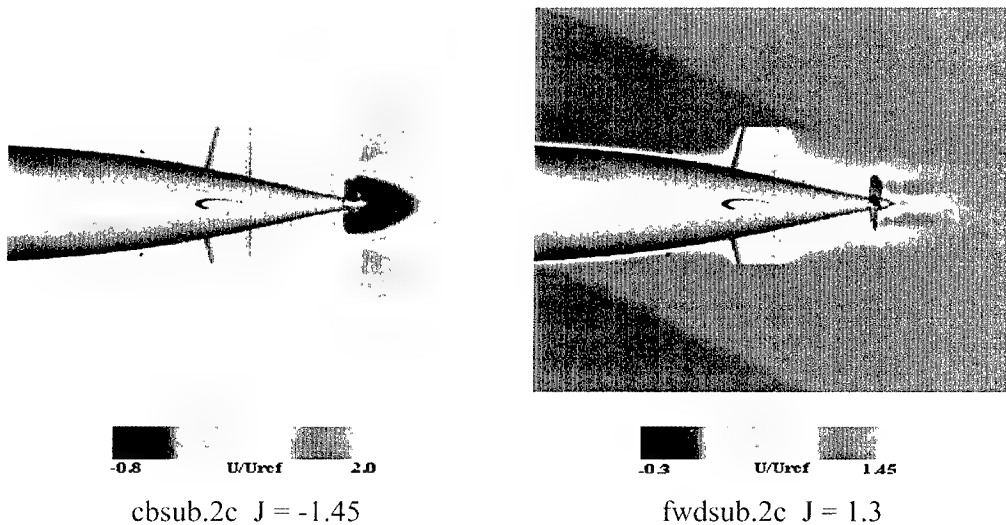 -0.8 U/Uref 2.0
-0.3 U/Uref 1.45
cbsub.2c J = -1.45
fwdsub.2c J = 1.3